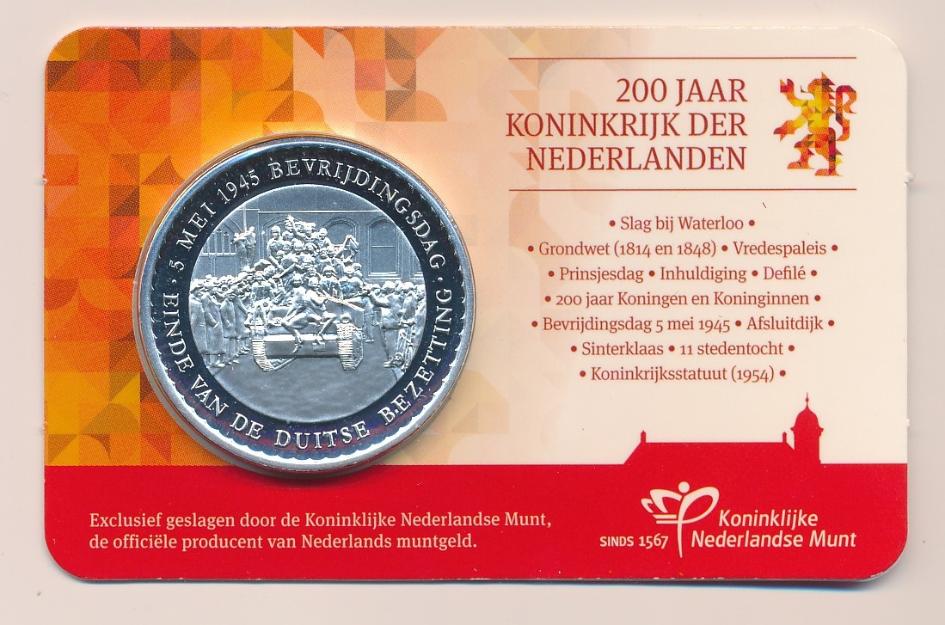 5 MEI 1945 BEVRIJDINGSDAG ·
EINDE VAN DE DUITSE BEZETTING ·
200 JAAR
KONINKRIJK DER
NEDERLANDEN
• Slag bij Waterloo •
• Grondwet (1814 en 1848) • Vredespaleis •
• Prinsjesdag • Inhuldiging • Defilé •
• 200 jaar Koningen en Koninginnen •
• Bevrijdingsdag 5 mei 1945 • Afsluitdijk •
• Sinterklaas • 11 stedentocht •
• Koninkrijksstatuut (1954) •
Exclusief geslagen door de Koninklijke Nederlandse Munt,
de officiële producent van Nederlands muntgeld.
SINDS 1567
Koninklijke
Nederlandse Munt